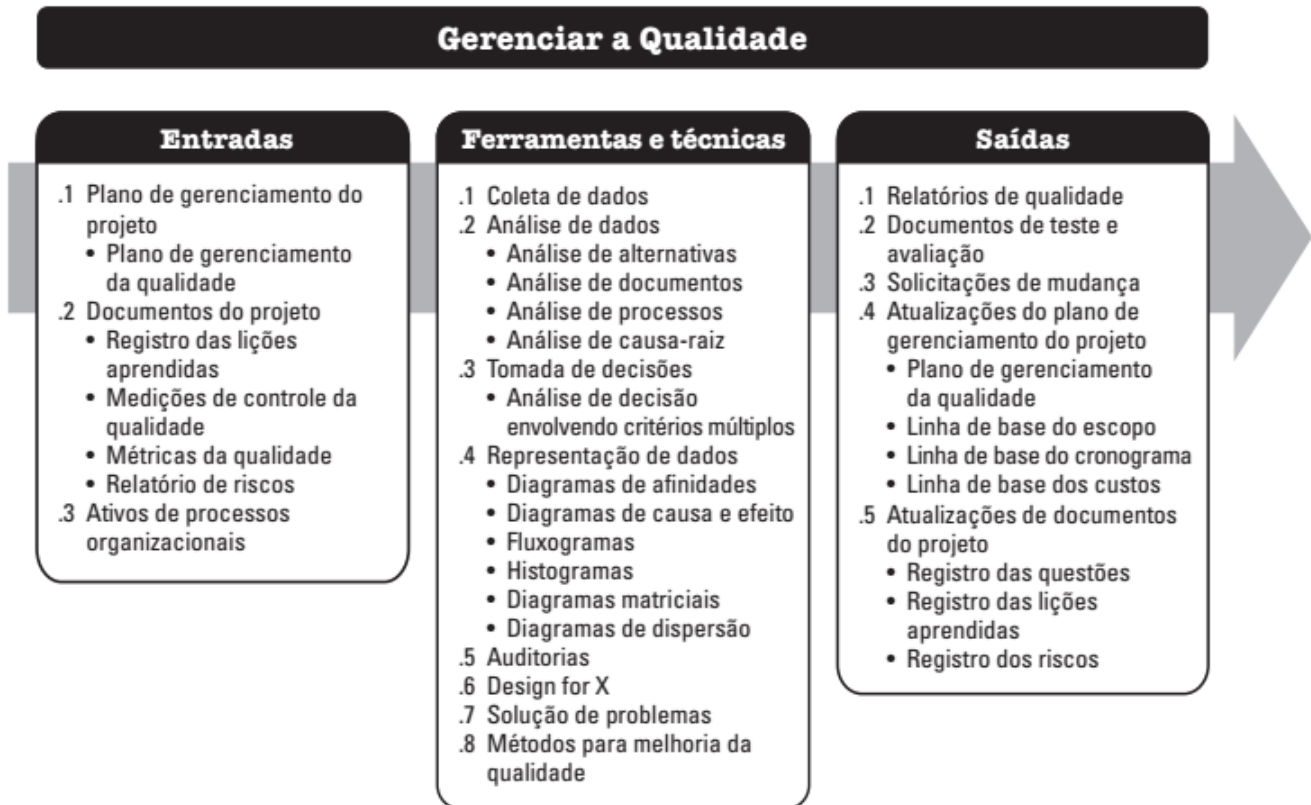 Gerenciar a Qualidade
Entradas
.1 Plano de gerenciamento do
projeto
• Plano de gerenciamento
da qualidade
.2 Documentos do projeto
• Registro das lições
aprendidas
• Medições de controle da
qualidade
• Métricas da qualidade
• Relatório de riscos
.3 Ativos de processos
organizacionais
Ferramentas e técnicas
.1 Coleta de dados
.2 Análise de dados
• Análise de alternativas
• Análise de documentos
• Análise de processos
• Análise de causa-raiz
.3 Tomada de decisões
• Análise de decisão
envolvendo critérios múltiplos
.4 Representação de dados
• Diagramas de afinidades
• Diagramas de causa e efeito
• Fluxogramas
• Histogramas
• Diagramas matriciais
• Diagramas de dispersão
.5 Auditorias
.6 Design for X
.7 Solução de problemas
.8 Métodos para melhoria da
qualidade
Saídas
.1 Relatórios de qualidade
.2 Documentos de teste e
avaliação
.3 Solicitações de mudança
.4 Atualizações do plano de
gerenciamento do projeto
• Plano de gerenciamento
da qualidade
• Linha de base do escopo
• Linha de base do cronograma
• Linha de base dos custos
.5 Atualizações de documentos
do projeto
• Registro das questões
• Registro das lições
aprendidas
• Registro dos riscos